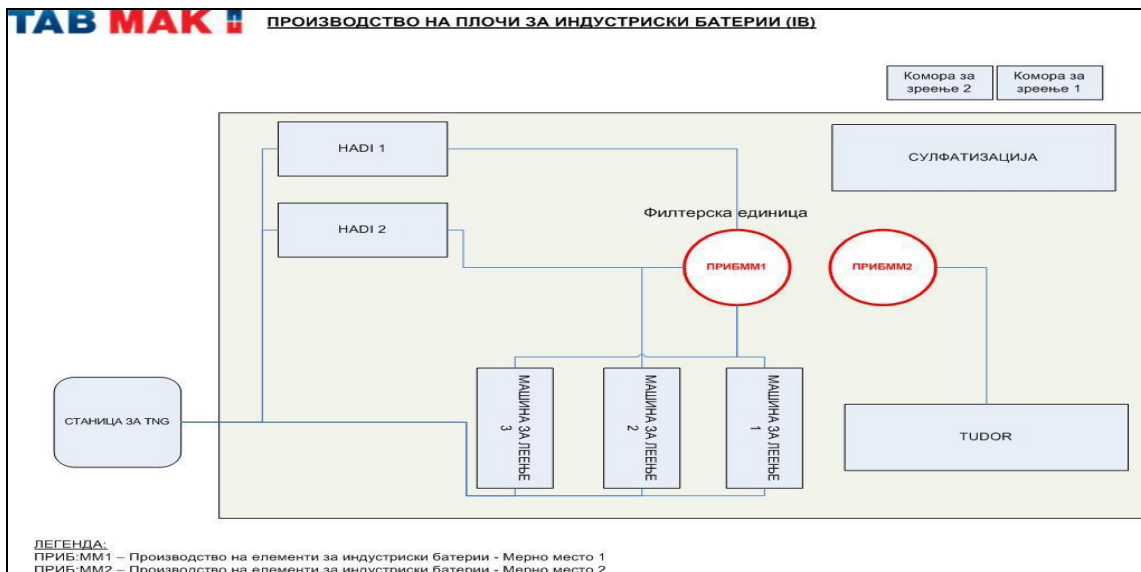 TAB MAK
ПРОИЗВОДСТВО НА ПЛОЧИ ЗА ИНДУСТРИСКИ БАТЕРИИ (IB)
Комора за
зреење 2
Комора за
зреење 1
HADI 1
СУЛФАТИЗАЦИЈА
HADI 2
Филтерска единица
ПРИБММ1
ПРИБММ2
СТАНИЦА ЗА TNG
МАШИНА ЗА ЛЕЕЊЕ
3
МАШИНА ЗА ЛЕЕЊЕ
2
МАШИНА ЗА ЛЕЕЊЕ
1
TUDOR
ЛЕГЕНДА:
ПРИБ:ММ1 – Производство на елементи за индустриски батерии - Мерно место 1
ПРИБ:ММ2 – Производство на елементи за индустриски батерии - Мерно место 2